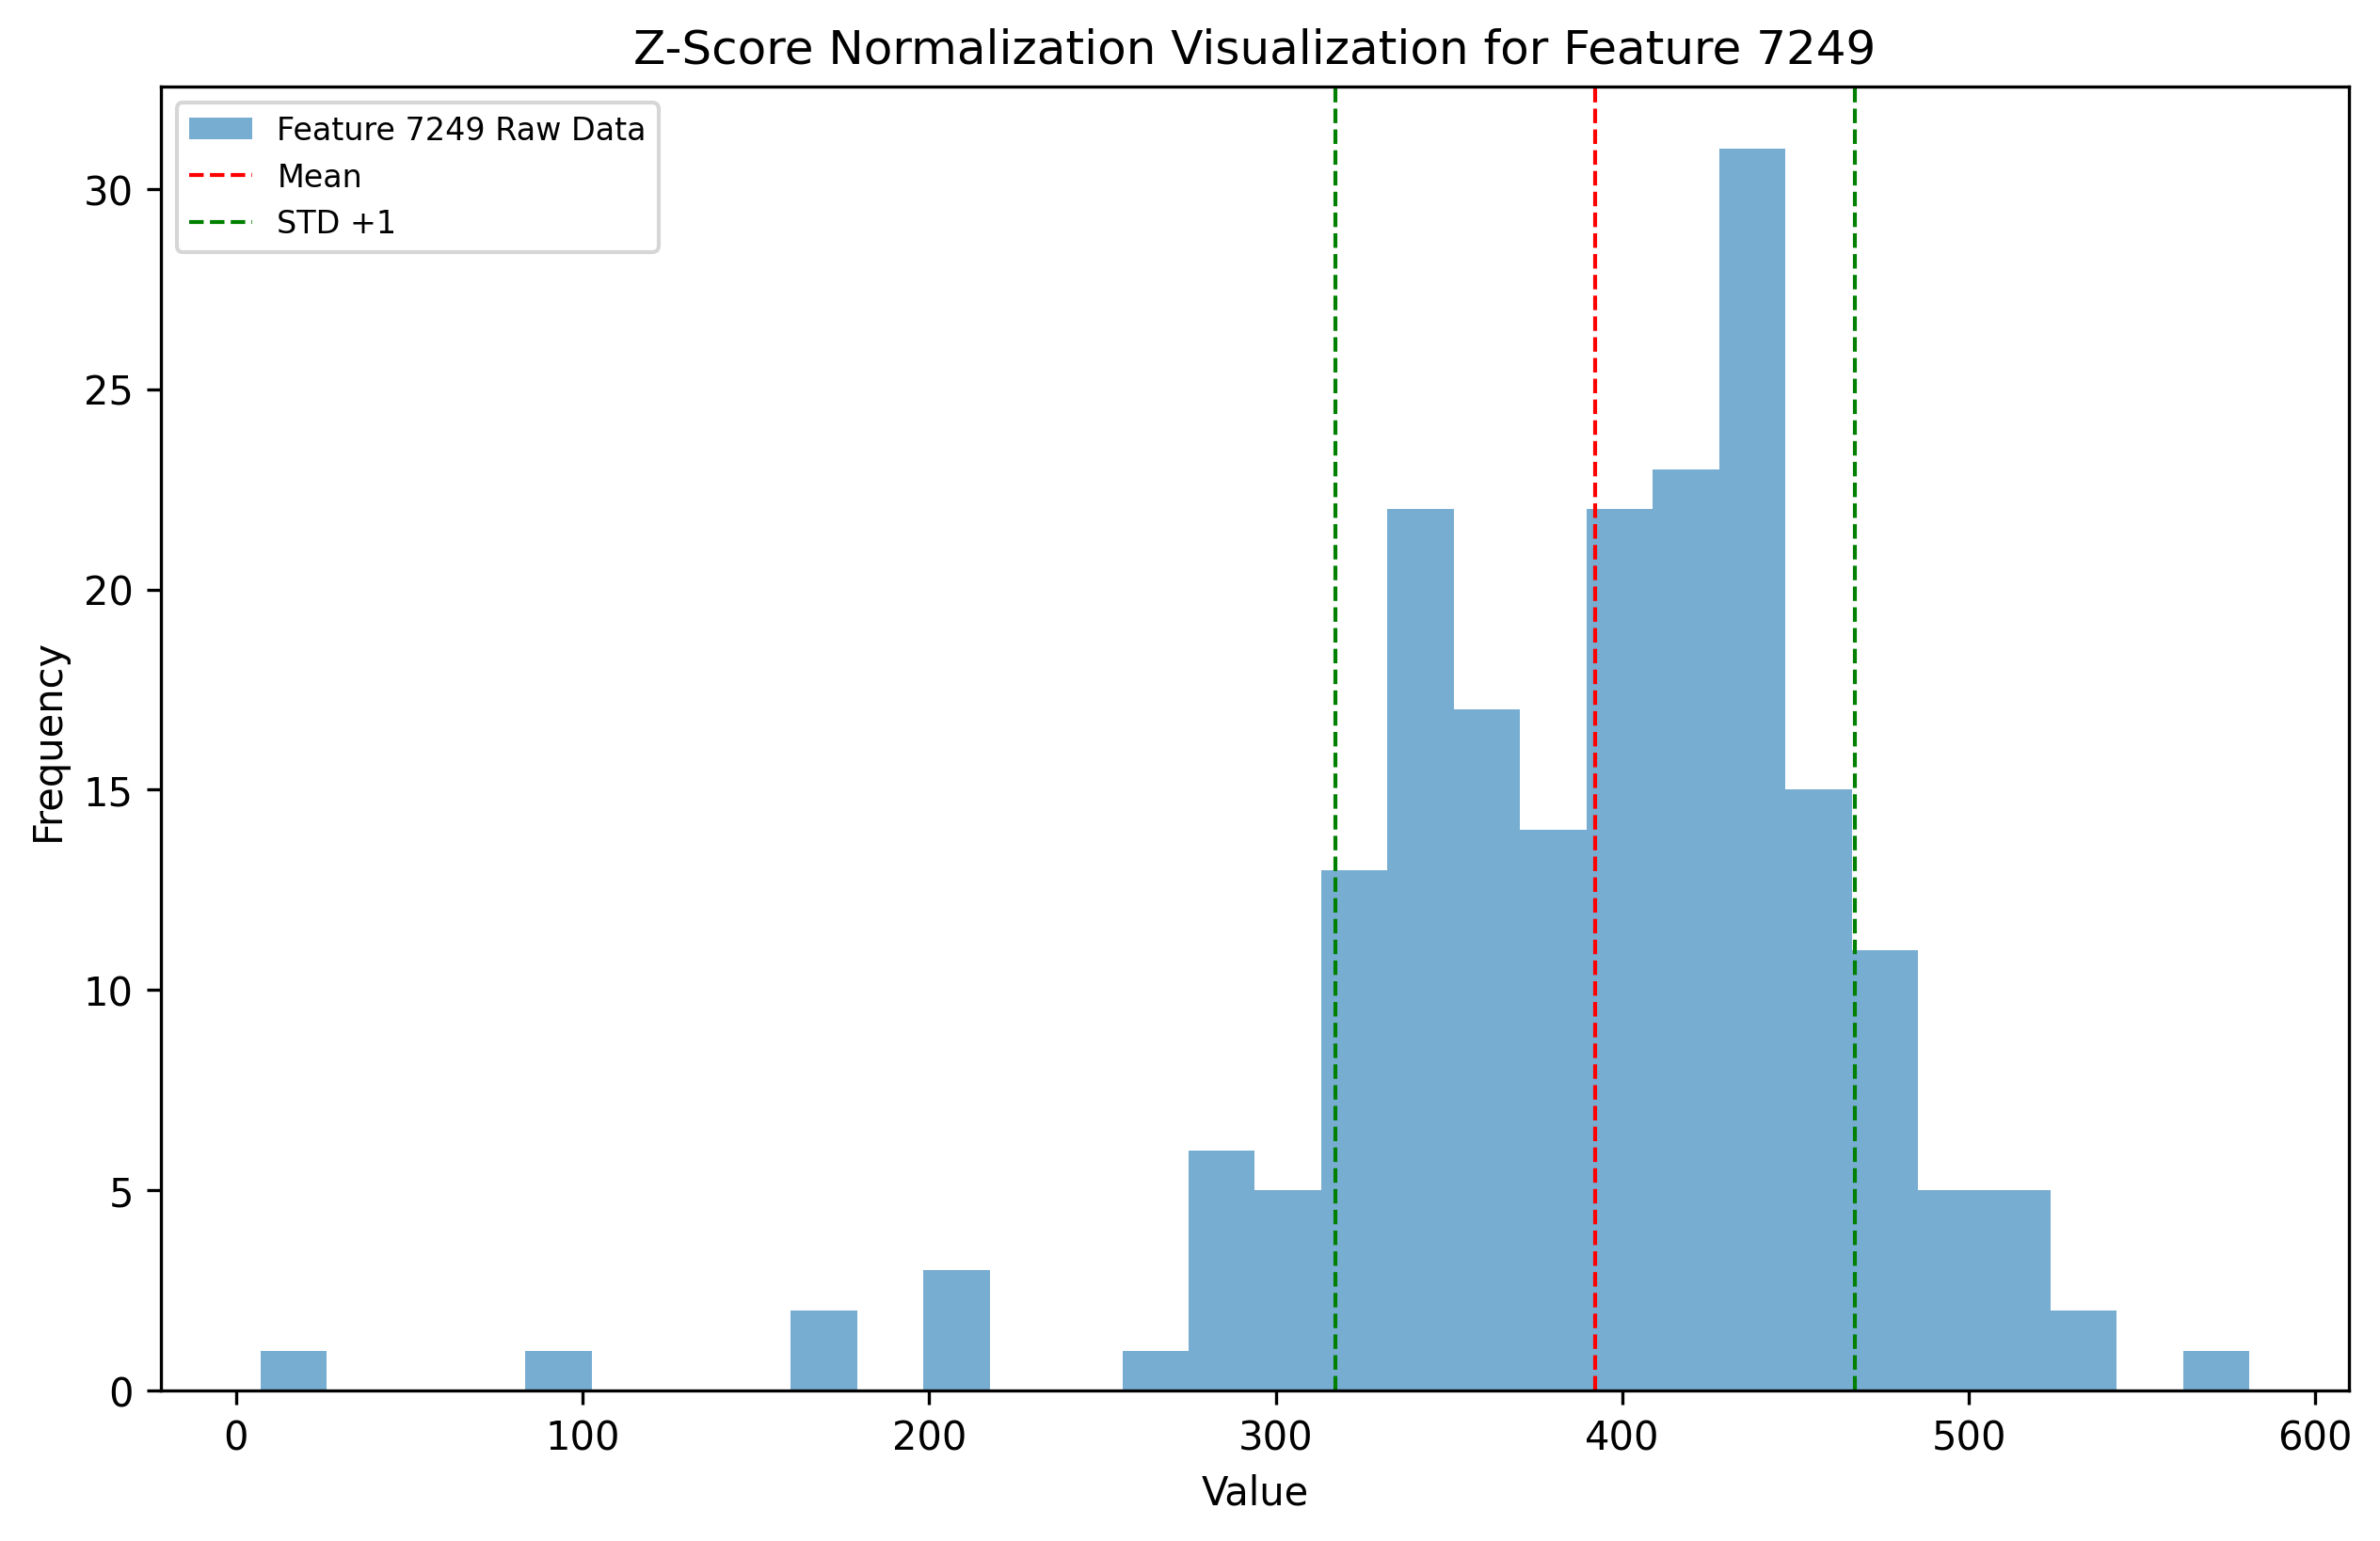 Z-Score Normalization Visualization for Feature 7249
Feature 7249 Raw Data
Mean
STD +1
30
25
20
15
10
5
0
Frequency
0 100 200 300 400 500 600
Value